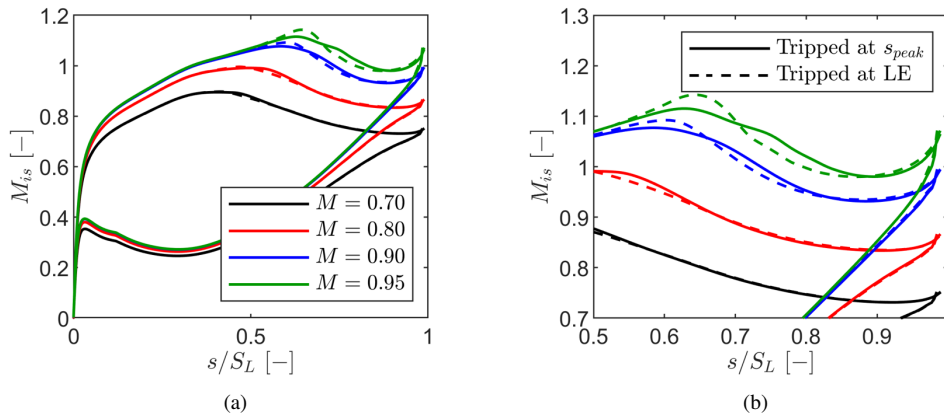 1.2
1
0.8
0.6
0.4
0.2
0
M_is [−]
0
0.5
1
s/S_L [−]
M = 0.70
M = 0.80
M = 0.90
M = 0.95
(a)
1.3
1.2
1.1
1
0.9
0.8
0.7
M_is [−]
0.5
0.6
0.7
0.8
0.9
s/S_L [−]
Tripped at s_peak
Tripped at LE
(b)